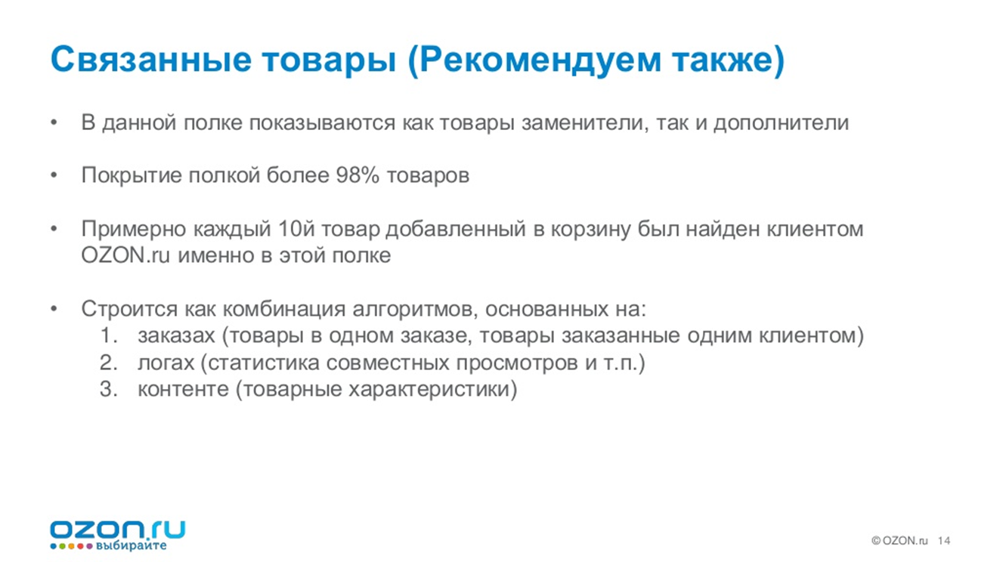 Связанные товары (Рекомендуем также)
• В данной полке показываются как товары заменители, так и дополнители
• Покрытие полкой более 98% товаров
• Примерно каждый 10й товар добавленный в корзину был найден клиентом
OZON.ru именно в этой полке
• Строится как комбинация алгоритмов, основанных на:
1. заказах (товары в одном заказе, товары заказанные одним клиентом)
2. логах (статистика совместных просмотров и т.п.)
3. контенте (товарные характеристики)
ozon.ru
выбирайте
© OZON.ru 14